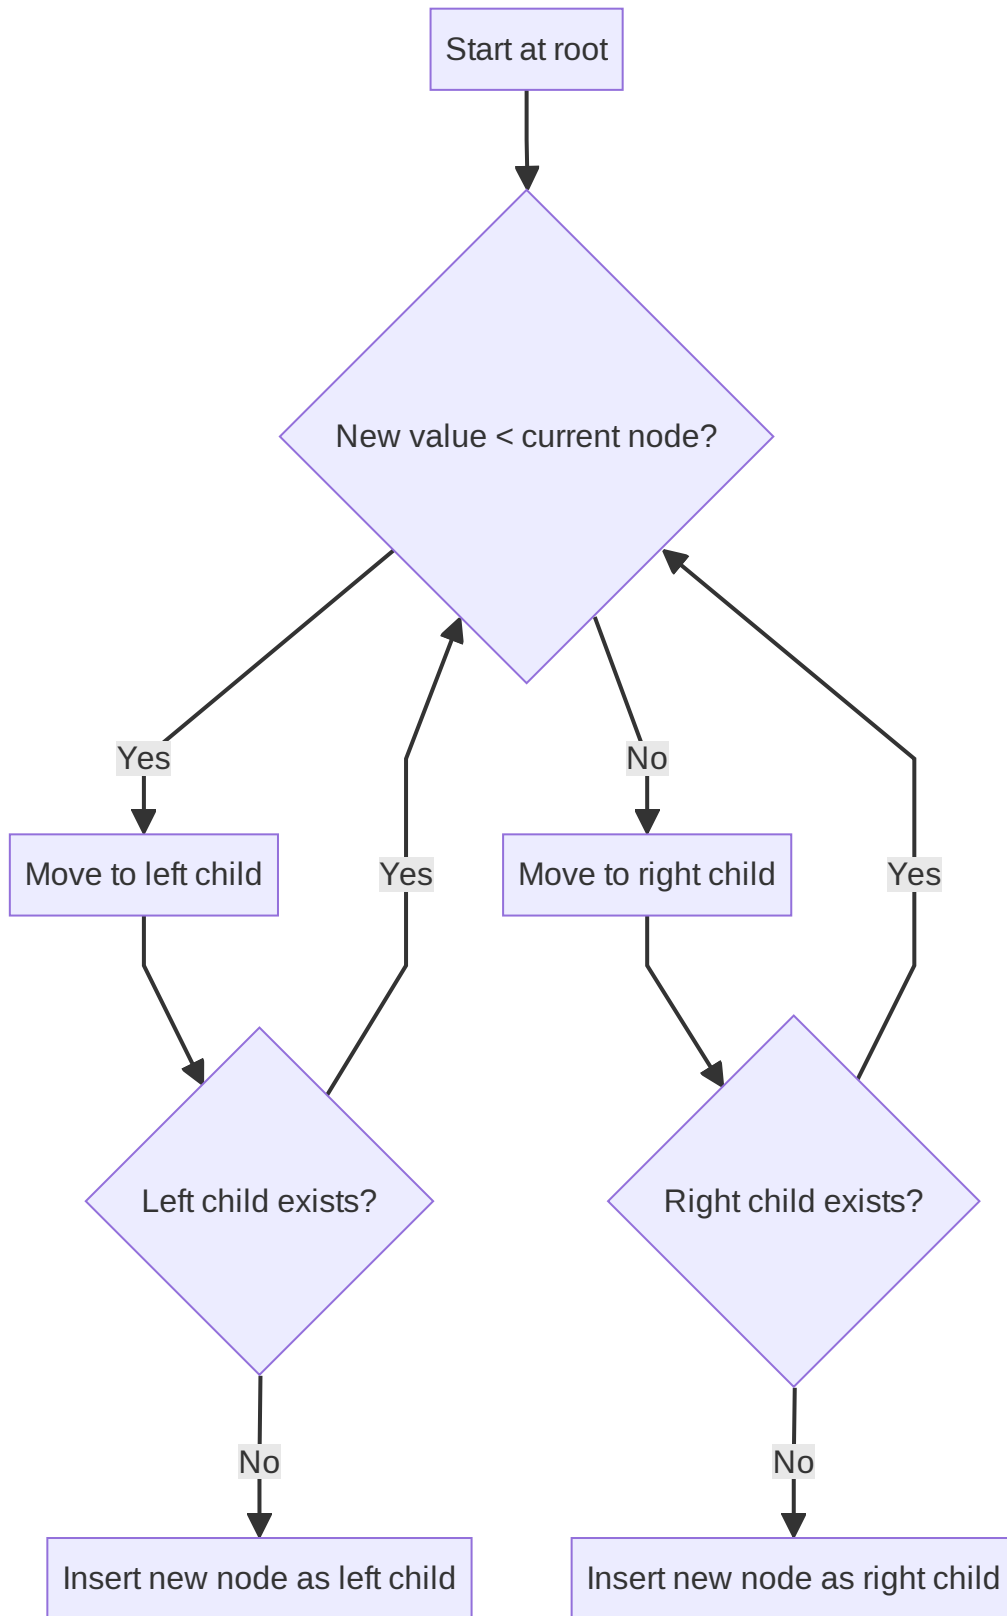 Start at root
New value < current node?
Yes
No
Move to left child
Yes
Move to right child
Yes
Left child exists?
Right child exists?
No
No
Insert new node as left child
Insert new node as right child